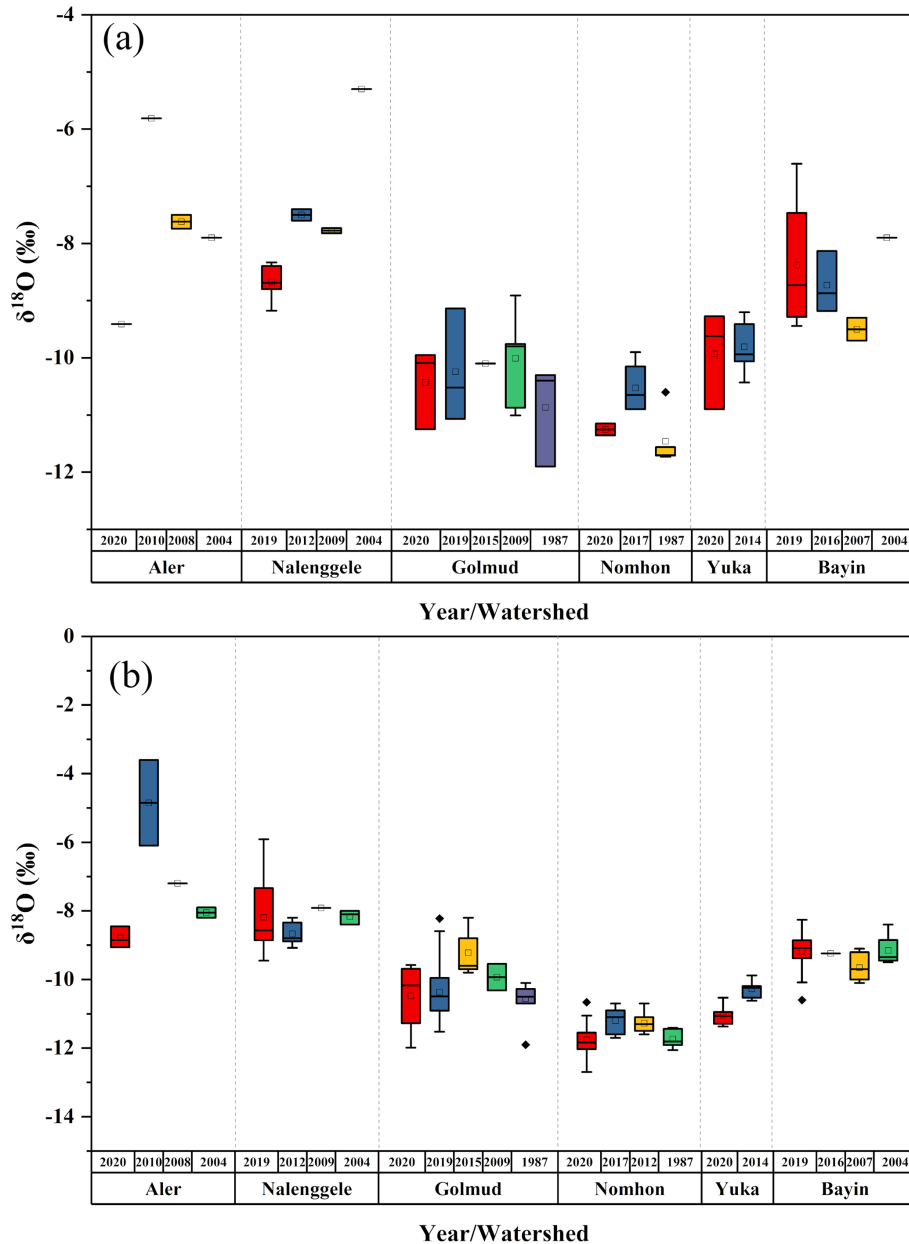 (a)
-4
-6
-8
-10
-12
δ¹⁸O (‰)
2020 2010 2008 2004 2019 2012 2009 2004 2020 2019 2015 2009 1987 2020 2017 1987 2020 2014 2019 2016 2007 2004
Aler Nalenggele Golmud Nomhon Yuka Bayin
Year/Watershed
(b)
0
-2
-4
-6
-8
-10
-12
-14
δ¹⁸O (‰)
2020 2010 2008 2004 2019 2012 2009 2004 2020 2019 2015 2009 1987 2020 2017 2012 1987 2020 2014 2019 2016 2007 2004
Aler Nalenggele Golmud Nomhon Yuka Bayin
Year/Watershed